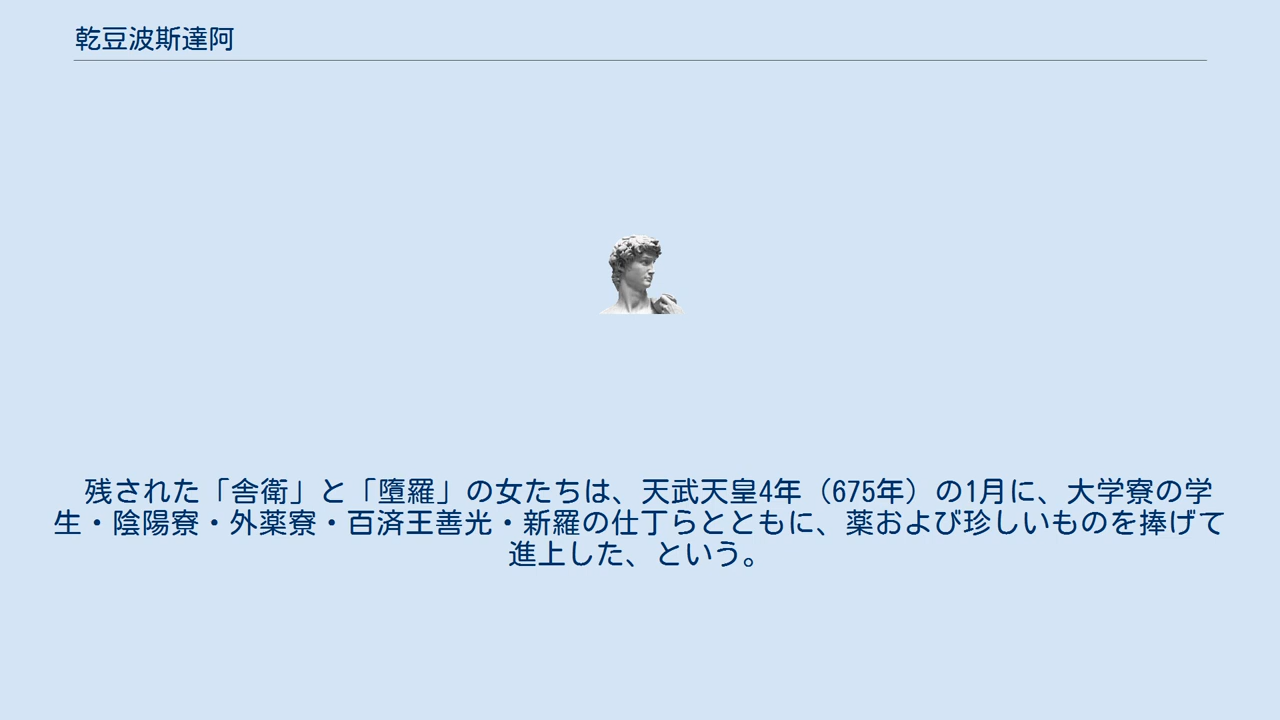 乾豆波斯達阿
残された「舎衛」と「墮羅」の女たちは、天武天皇4年（675年）の1月に、大学寮の学
生・陰陽寮・外薬寮・百済王善光・新羅の仕丁らとともに、薬および珍しいものを捧げて
進上した、という。